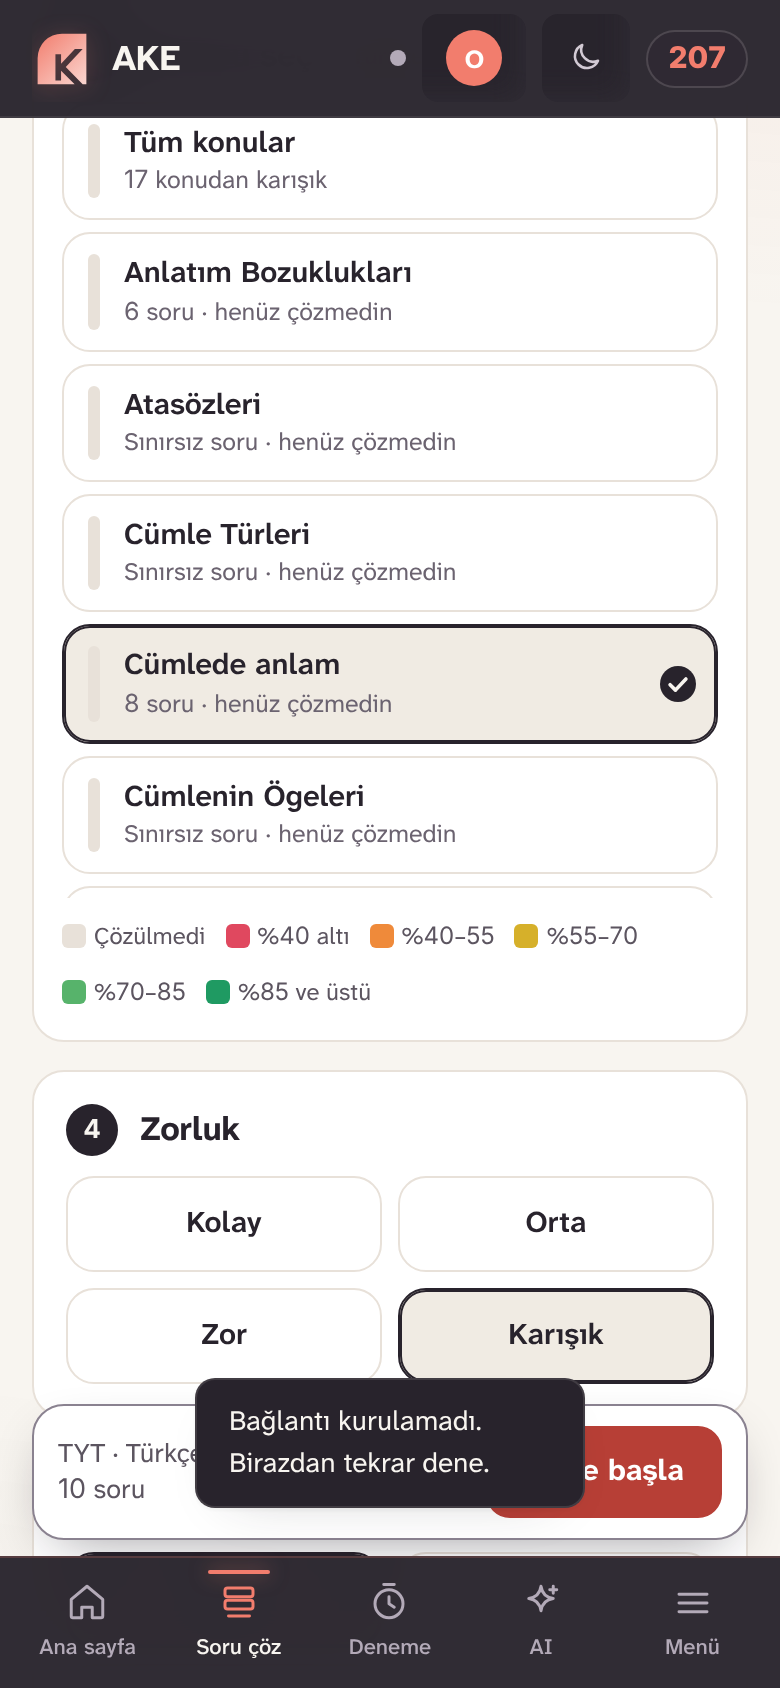 AKE
O
207
Tüm konular
17 konudan karışık
Anlatım Bozuklukları
6 soru · henüz çözmedin
Atasözleri
Sınırsız soru · henüz çözmedin
Cümle Türleri
Sınırsız soru · henüz çözmedin
Cümlede anlam
8 soru · henüz çözmedin
Cümlenin Ögeleri
Sınırsız soru · henüz çözmedin
Çözülmedi %40 altı %40–55 %55–70
%70–85 %85 ve üstü
4 Zorluk
Kolay Orta
Zor Karışık
Bağlantı kurulamadı.
Birazdan tekrar dene.
TYT · Türkçe
10 soru
başla
Ana sayfa Soru çöz Deneme AI Menü